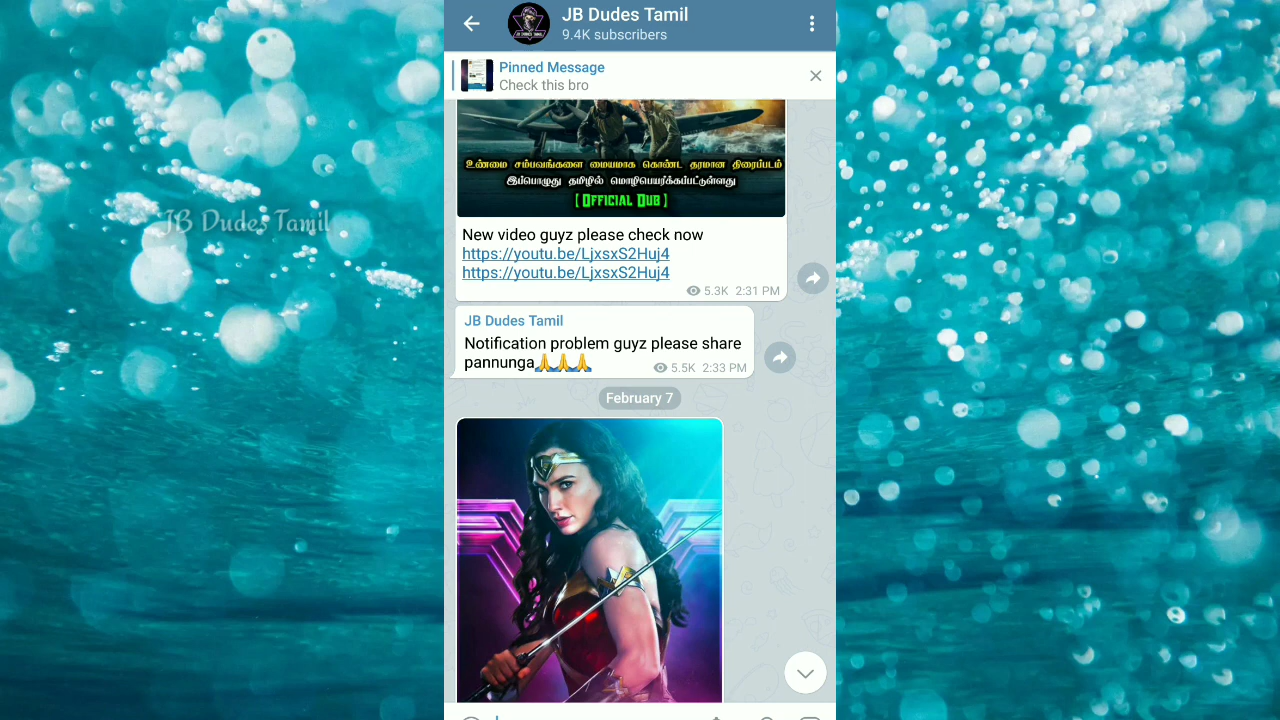 JB Dudes Tamil
9.4K subscribers
Pinned Message
Check this bro
உண்மை சம்பவங்களை மையமாக கொண்ட தரமான திரைப்படம்
இப்பொழுது தமிழில் மொழிபெயர்க்கப்பட்டுள்ளது
[ OFFICIAL DUB ]
JB Dudes Tamil
New video guyz please check now
https://youtu.be/LjxsxS2Huj4
https://youtu.be/LjxsxS2Huj4
5.3K 2:31 PM
JB Dudes Tamil
Notification problem guyz please share
pannunga🙏🙏🙏 5.5K 2:33 PM
February 7